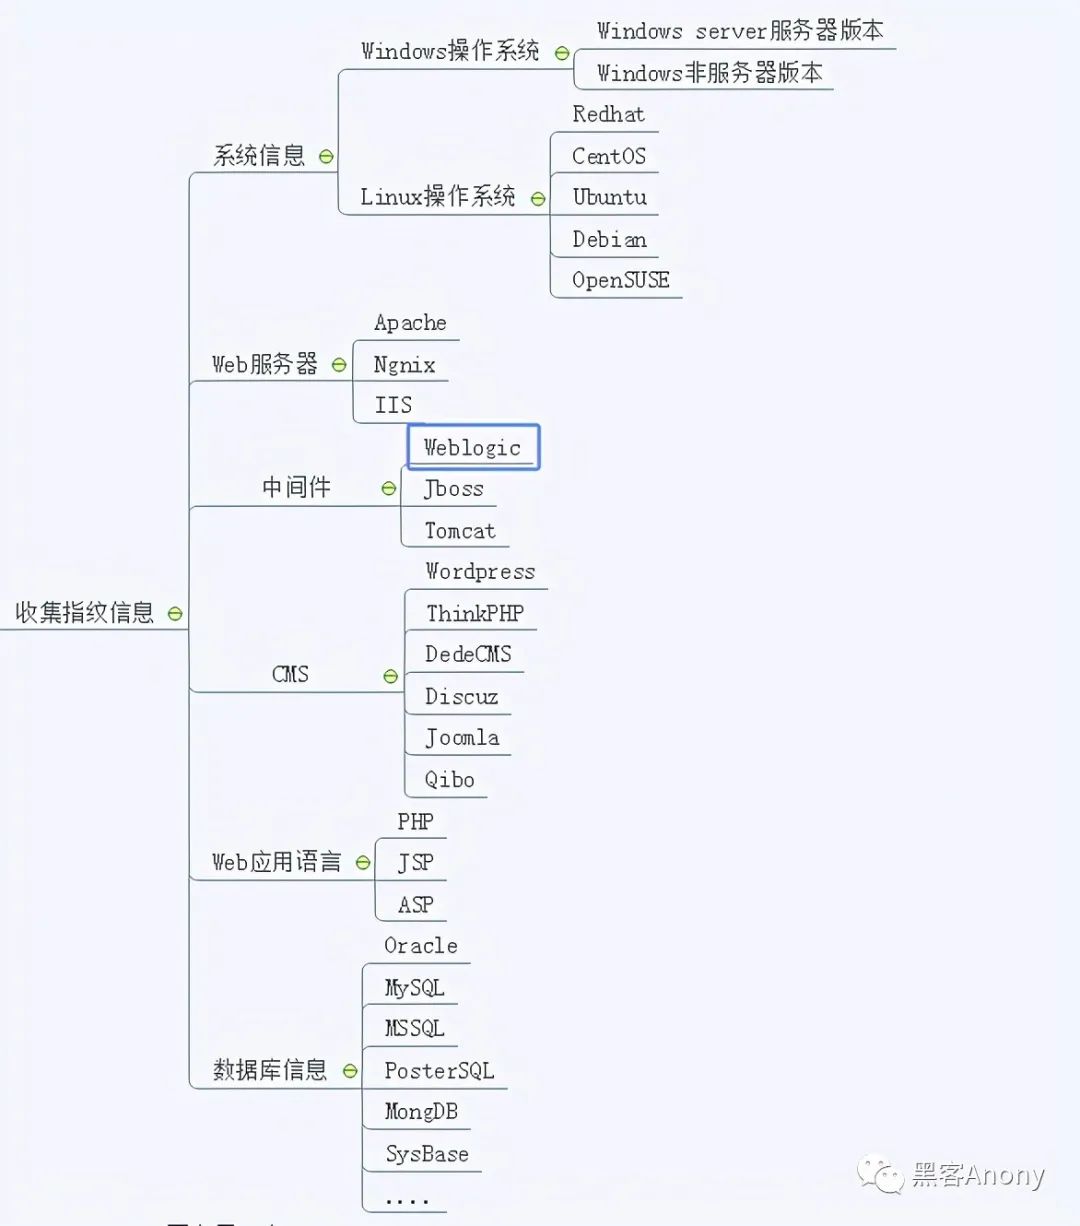 Windows server服务器版本
Windows操作系统
Windows非服务器版本
系统信息
Redhat
CentOS
Linux操作系统
Ubuntu
Debian
OpenSUSE
Apache
Web服务器
Ngnix
IIS
Weblogic
中间件
Jboss
Tomcat
收集指纹信息
Wordpress
ThinkPHP
DedeCMS
CMS
Discuz
Joomla
Qibo
PHP
Web应用语言
JSP
ASP
Oracle
MySQL
MSSQL
数据库信息
PosterSQL
MongDB
SysBase
....
黑客Anony